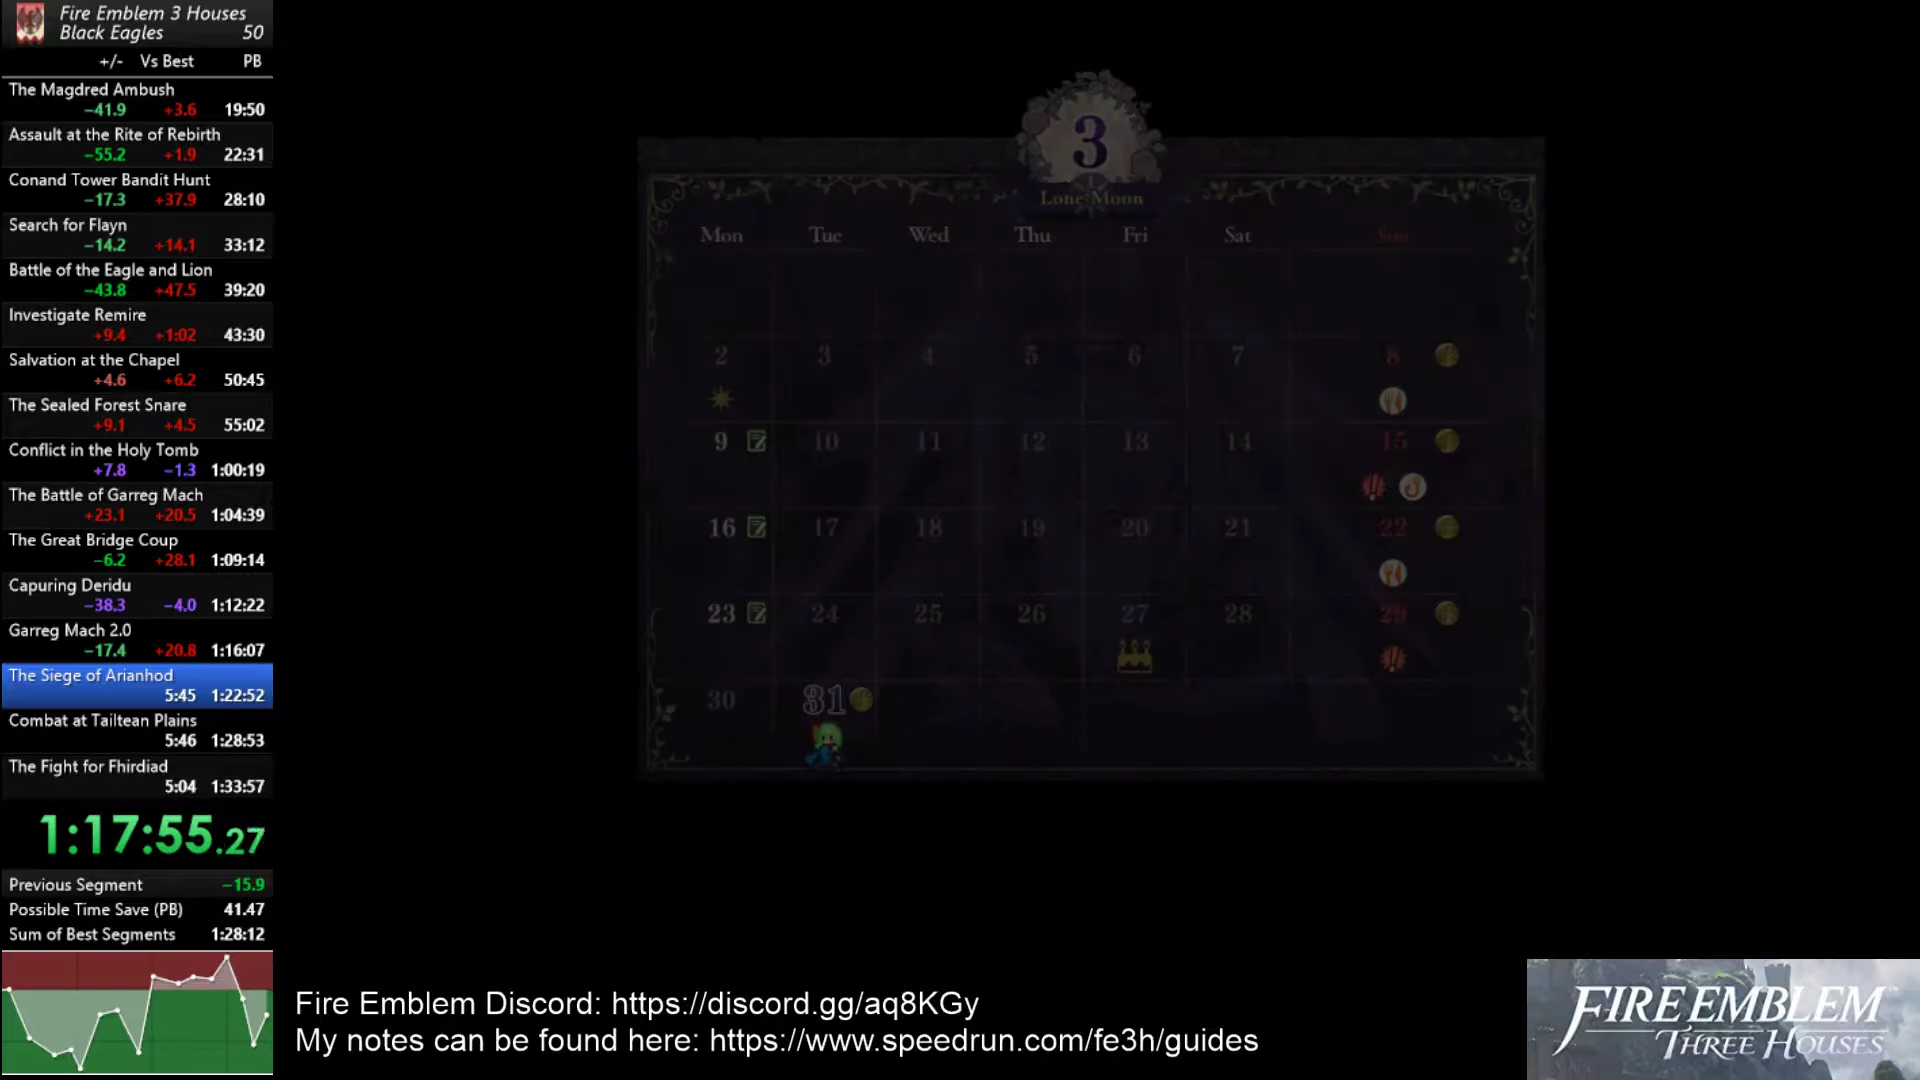 Fire Emblem 3 Houses
Black Eagles 50
+/- Vs Best PB
The Magdred Ambush
−41.9 +3.6 19:50
Assault at the Rite of Rebirth
−55.2 +1.9 22:31
Conand Tower Bandit Hunt
−17.3 +37.9 28:10
Search for Flayn
−14.2 +14.1 33:12
Battle of the Eagle and Lion
−43.8 +47.5 39:20
Investigate Remire
+9.4 +1:02 43:30
Salvation at the Chapel
+4.6 +6.2 50:45
The Sealed Forest Snare
+9.1 +4.5 55:02
Conflict in the Holy Tomb
+7.8 −1.3 1:00:19
The Battle of Garreg Mach
+23.1 +20.5 1:04:39
The Great Bridge Coup
−6.2 +28.1 1:09:14
Capuring Deridu
−38.3 −4.0 1:12:22
Garreg Mach 2.0
−17.4 +20.8 1:16:07
The Siege of Arianhod
5:45 1:22:52
Combat at Tailtean Plains
5:46 1:28:53
The Fight for Fhirdiad
5:04 1:33:57
1:17:55.27
Previous Segment −15.9
Possible Time Save (PB) 41.47
Sum of Best Segments 1:28:12
3
Lone Moon
Mon Tue Wed Thu Fri Sat Sun
2 3 4 5 6 7 8
9 10 11 12 13 14 15
16 17 18 19 20 21 22
23 24 25 26 27 28 29
30 31
Fire Emblem Discord: https://discord.gg/aq8KGy
My notes can be found here: https://www.speedrun.com/fe3h/guides
FIRE EMBLEM
THREE HOUSES